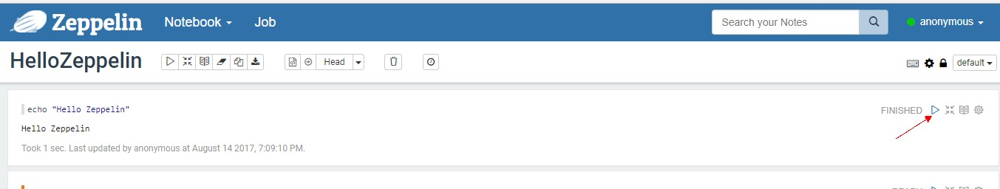 Zeppelin Notebook Job Search your Notes anonymous
HelloZeppelin Head default
echo "Hello Zeppelin" FINISHED
Hello Zeppelin
Took 1 sec. Last updated by anonymous at August 14 2017, 7:09:10 PM.